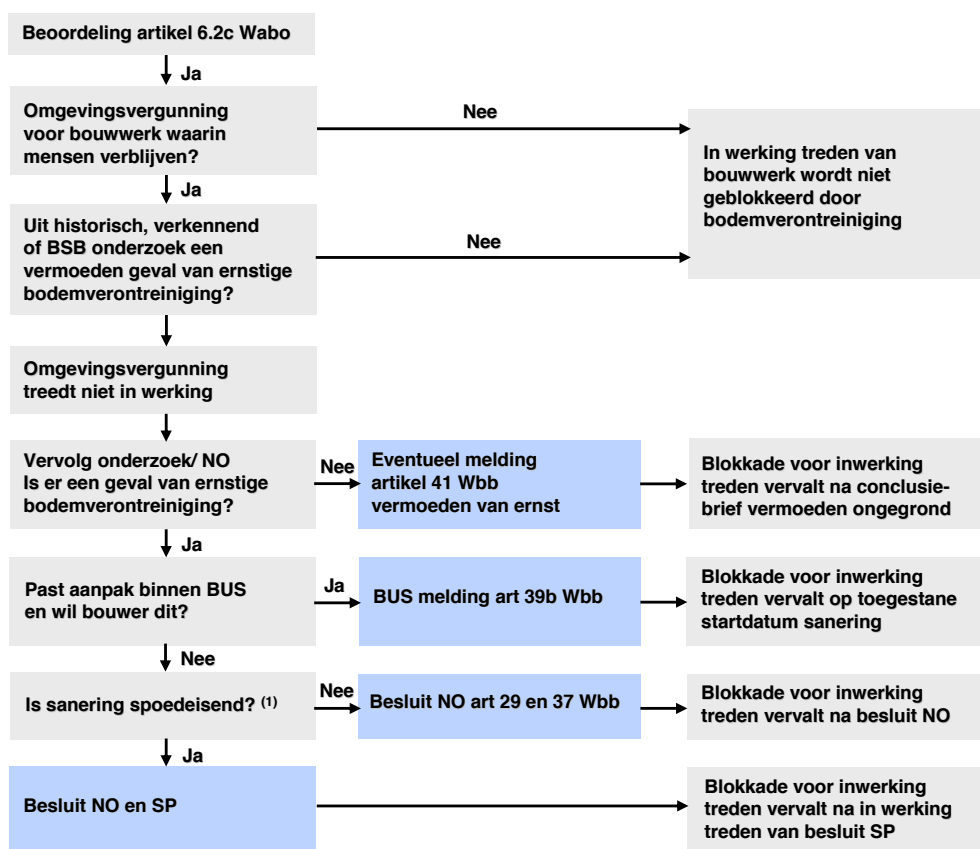 Beoordeling artikel 6.2c Wabo
Ja
Omgevingsvergunning
voor bouwwerk waarin
mensen verblijven?
Nee
In werking treden van
bouwwerk wordt niet
geblokkeerd door
bodemverontreiniging
Ja
Uit historisch, verkennend
of BSB onderzoek een
vermoeden geval van ernstige
bodemverontreiniging?
Nee
Omgevingsvergunning
treedt niet in werking
Vervolg onderzoek/ NO
Is er een geval van ernstige
bodemverontreiniging?
Nee
Eventueel melding
artikel 41 Wbb
vermoeden van ernst
Blokkade voor inwerking
treden vervalt na conclusie-
brief vermoeden ongegrond
Ja
Past aanpak binnen BUS
en wil bouwer dit?
Ja
BUS melding art 39b Wbb
Blokkade voor inwerking
treden vervalt op toegestane
startdatum sanering
Nee
Is sanering spoedeisend? (1)
Nee
Besluit NO art 29 en 37 Wbb
Blokkade voor inwerking
treden vervalt na besluit NO
Ja
Besluit NO en SP
Blokkade voor inwerking
treden vervalt na in werking
treden van besluit SP